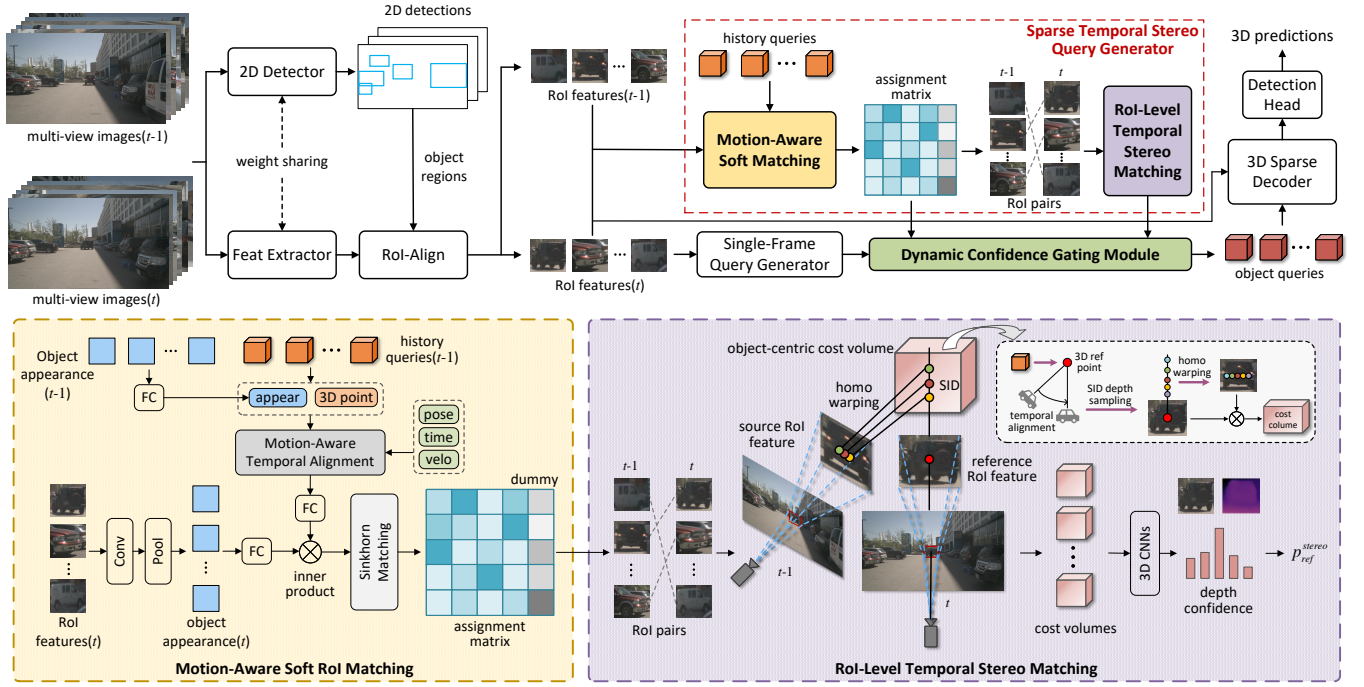 multi-view images(t-1)
multi-view images(t)
2D Detector
weight sharing
Feat Extractor
2D detections
object
regions
RoI-Align
RoI features(t-1)
RoI features(t)
Sparse Temporal Stereo
Query Generator
history queries
Motion-Aware
Soft Matching
assignment
matrix
t-1
t
RoI pairs
RoI-Level
Temporal
Stereo
Matching
Single-Frame
Query Generator
Dynamic Confidence Gating Module
3D predictions
Detection
Head
3D Sparse
Decoder
object queries
Object
appearance
(t-1)
history
queries(t-1)
FC
appear
3D point
Motion-Aware
Temporal Alignment
pose
time
velo
RoI
features(t)
Conv
Pool
object
appearance(t)
FC
FC
inner
product
Sinkhorn
Matching
dummy
assignment
matrix
Motion-Aware Soft RoI Matching
t-1
t
RoI pairs
object-centric cost volume
SID
homo
warping
source RoI
feature
reference
RoI feature
t-1
t
3D ref
point
temporal
alignment
SID depth
sampling
homo
warping
cost
column
cost volumes
3D CNNs
depth
confidence
p_ref^stereo
RoI-Level Temporal Stereo Matching